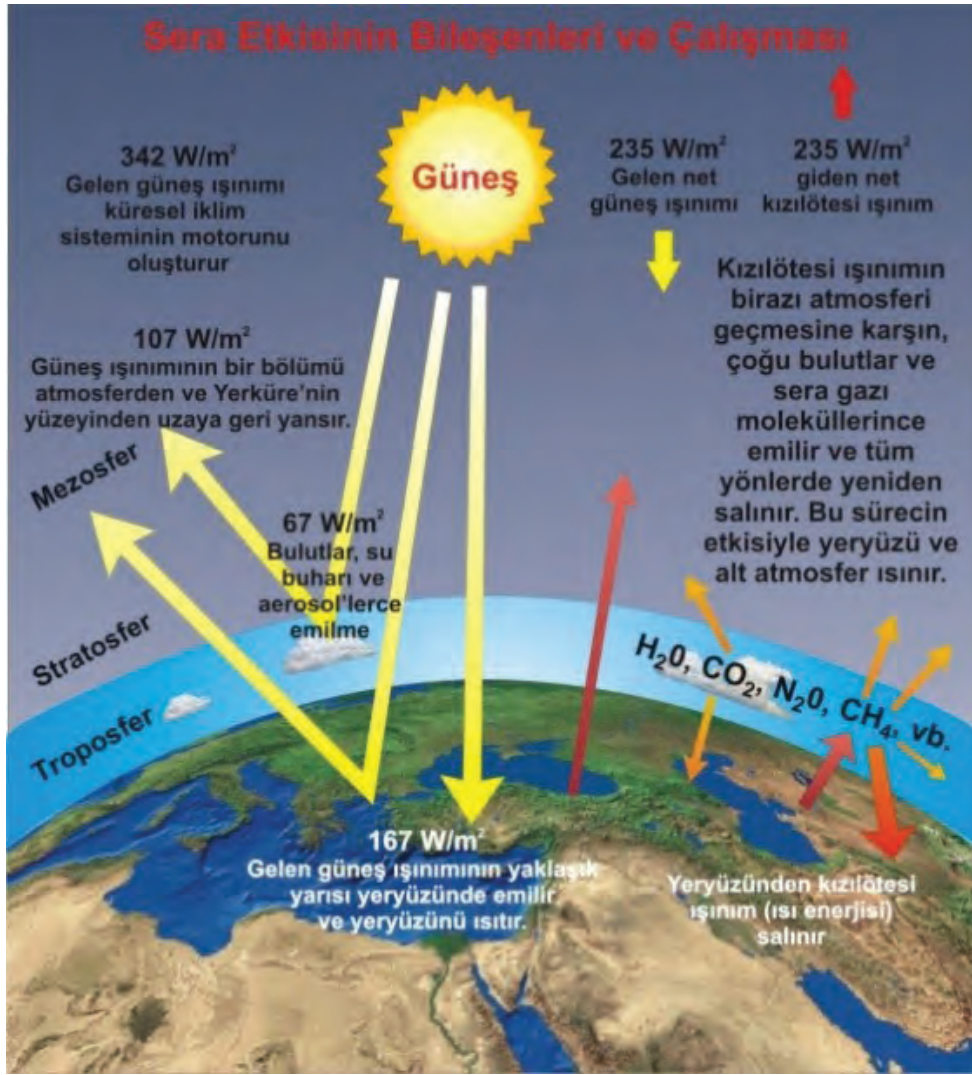 Sera Etkisinin Bileşenleri ve Çalışması
342 W/m²
Gelen güneş ışınımı
küresel iklim
sisteminin motorunu
oluşturur
Güneş
235 W/m²
Gelen net
güneş ışınımı
235 W/m²
giden net
kızılötesi ışınım
107 W/m²
Güneş ışınımının bir bölümü
atmosferden ve Yerküre'nin
yüzeyinden uzaya geri yansır.
Kızılötesi ışınımın
birazı atmosferi
geçmesine karşın,
çoğu bulutlar ve
sera gazı
moleküllerince
emilir ve tüm
yönlerde yeniden
salınır. Bu sürecin
etkisiyle yeryüzü ve
alt atmosfer ısınır.
Mezosfer
67 W/m²
Bulutlar, su
buharı ve
aerosol'lerce
emilme
Stratosfer
Troposfer
H₂0, CO₂, N₂0, CH₄, vb.
167 W/m²
Gelen güneş ışınımının yaklaşık
yarısı yeryüzünde emilir
ve yeryüzünü ısıtır.
Yeryüzünden kızılötesi
ışınım (ısı enerjisi)
salınır